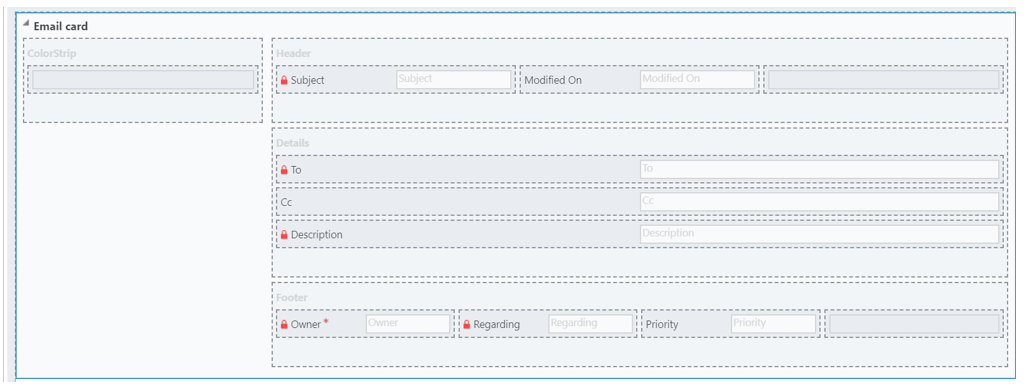 Email card
ColorStrip
Header
Subject Subject Modified On Modified On
Details
To To
Cc Cc
Description Description
Footer
Owner * Owner Regarding Regarding Priority Priority